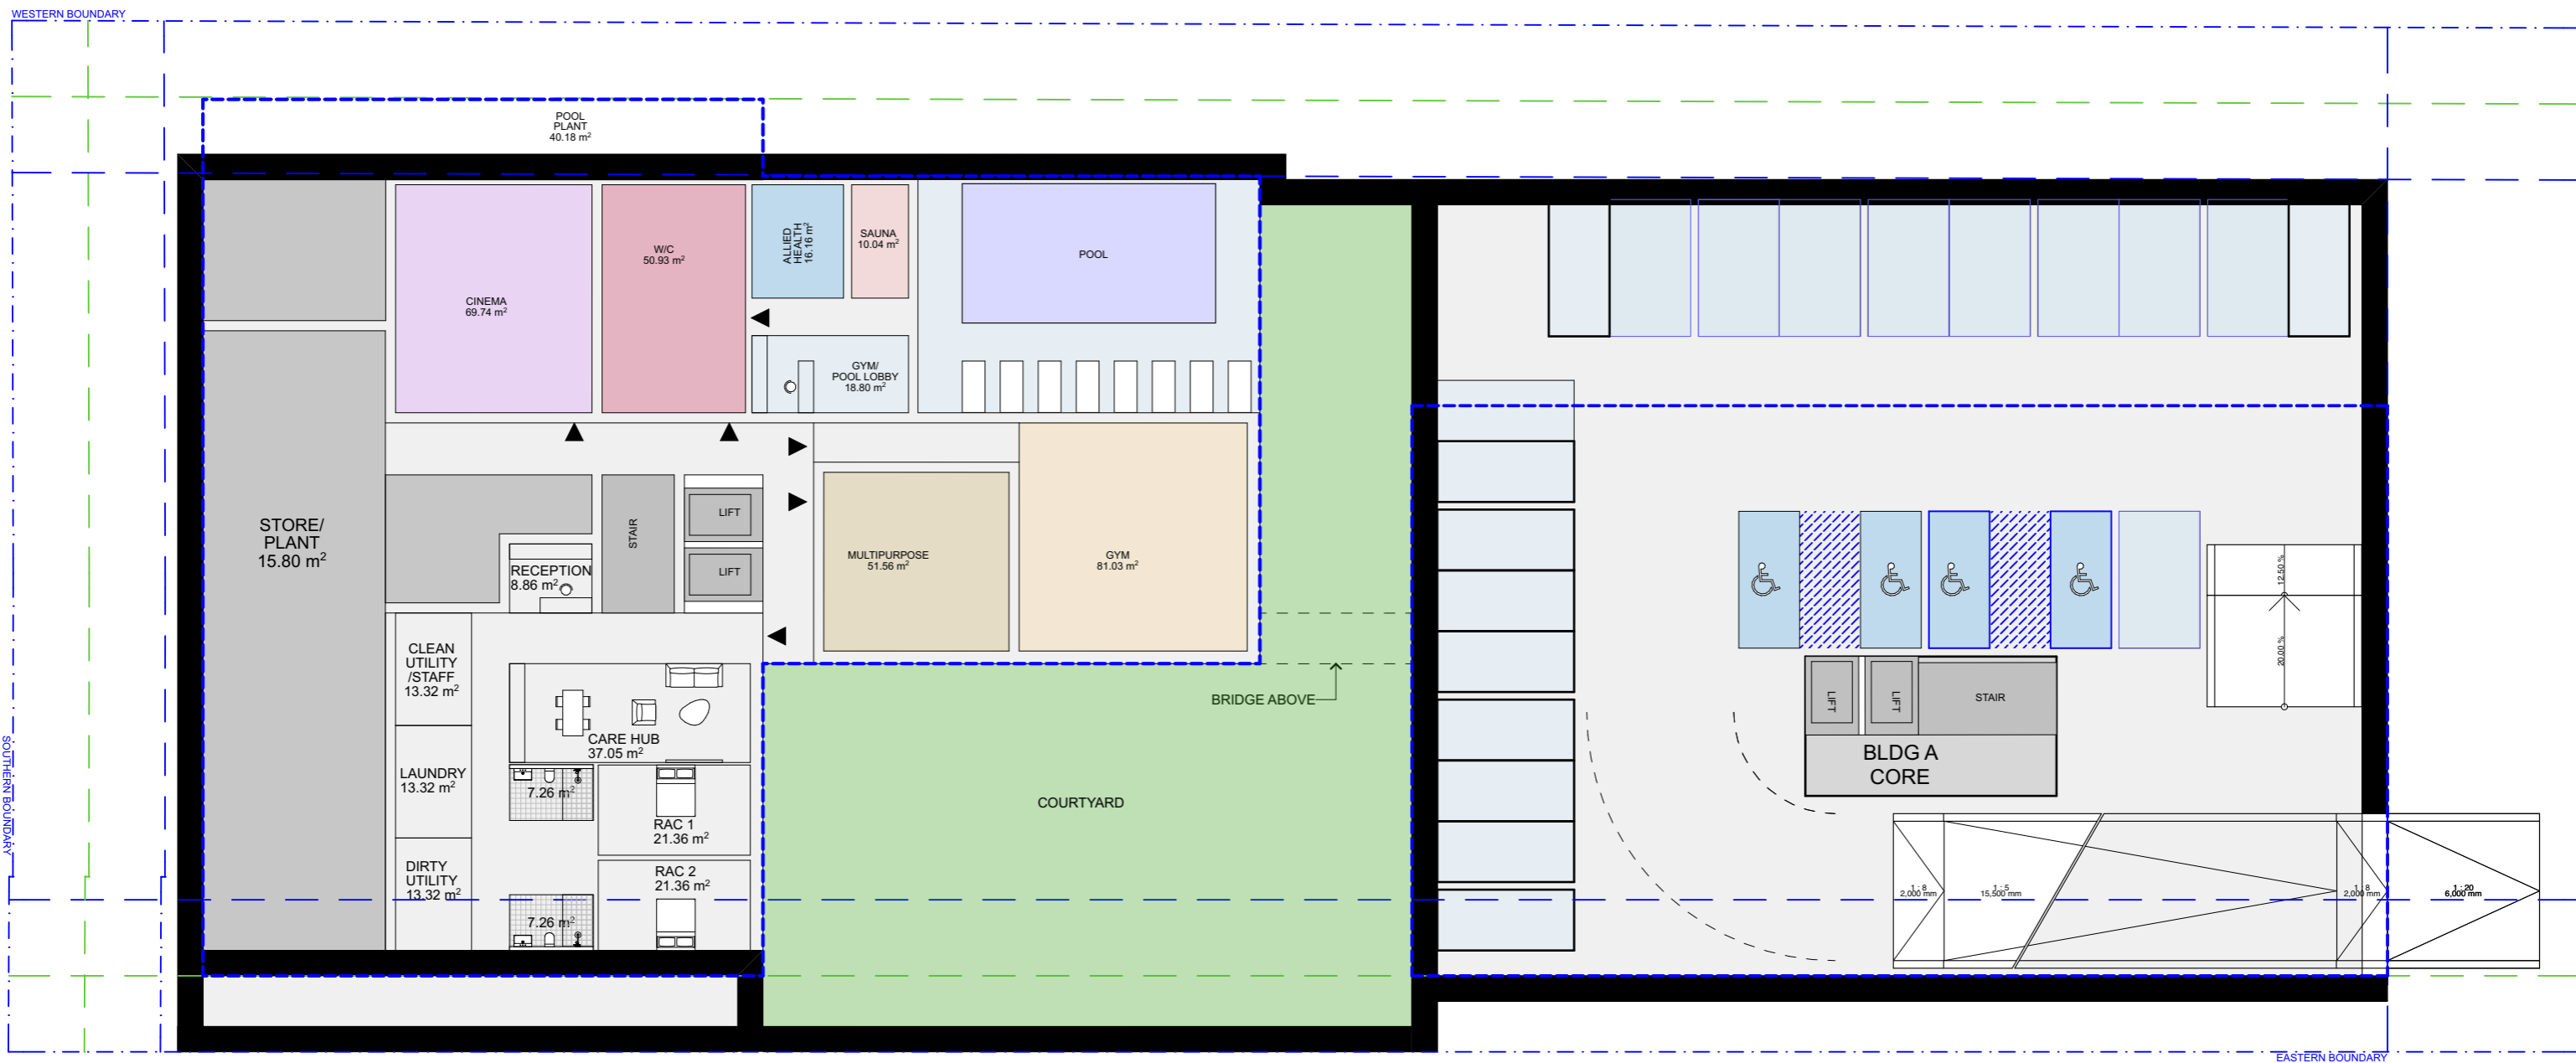 WESTERN BOUNDARY
POOL
PLANT
40.18 m²
CINEMA
69.74 m²
W/C
50.93 m²
ALLIED
HEALTH
16.16 m²
SAUNA
10.04 m²
POOL
GYM/
POOL LOBBY
18.80 m²
STORE/
PLANT
15.80 m²
RECEPTION
8.86 m²
STAIR
LIFT
LIFT
MULTIPURPOSE
51.56 m²
GYM
81.03 m²
CLEAN
UTILITY
/STAFF
13.32 m²
LAUNDRY
13.32 m²
DIRTY
UTILITY
13.32 m²
CARE HUB
37.05 m²
7.26 m²
RAC 1
21.36 m²
RAC 2
21.36 m²
7.26 m²
BRIDGE ABOVE
COURTYARD
12.50 %
20.00 %
LIFT
LIFT
STAIR
BLDG A
CORE
1 : 8
2,000 mm
1 : 5
15,500 mm
1 : 8
2,000 mm
1 : 20
6,000 mm
SOUTHERN BOUNDARY
EASTERN BOUNDARY